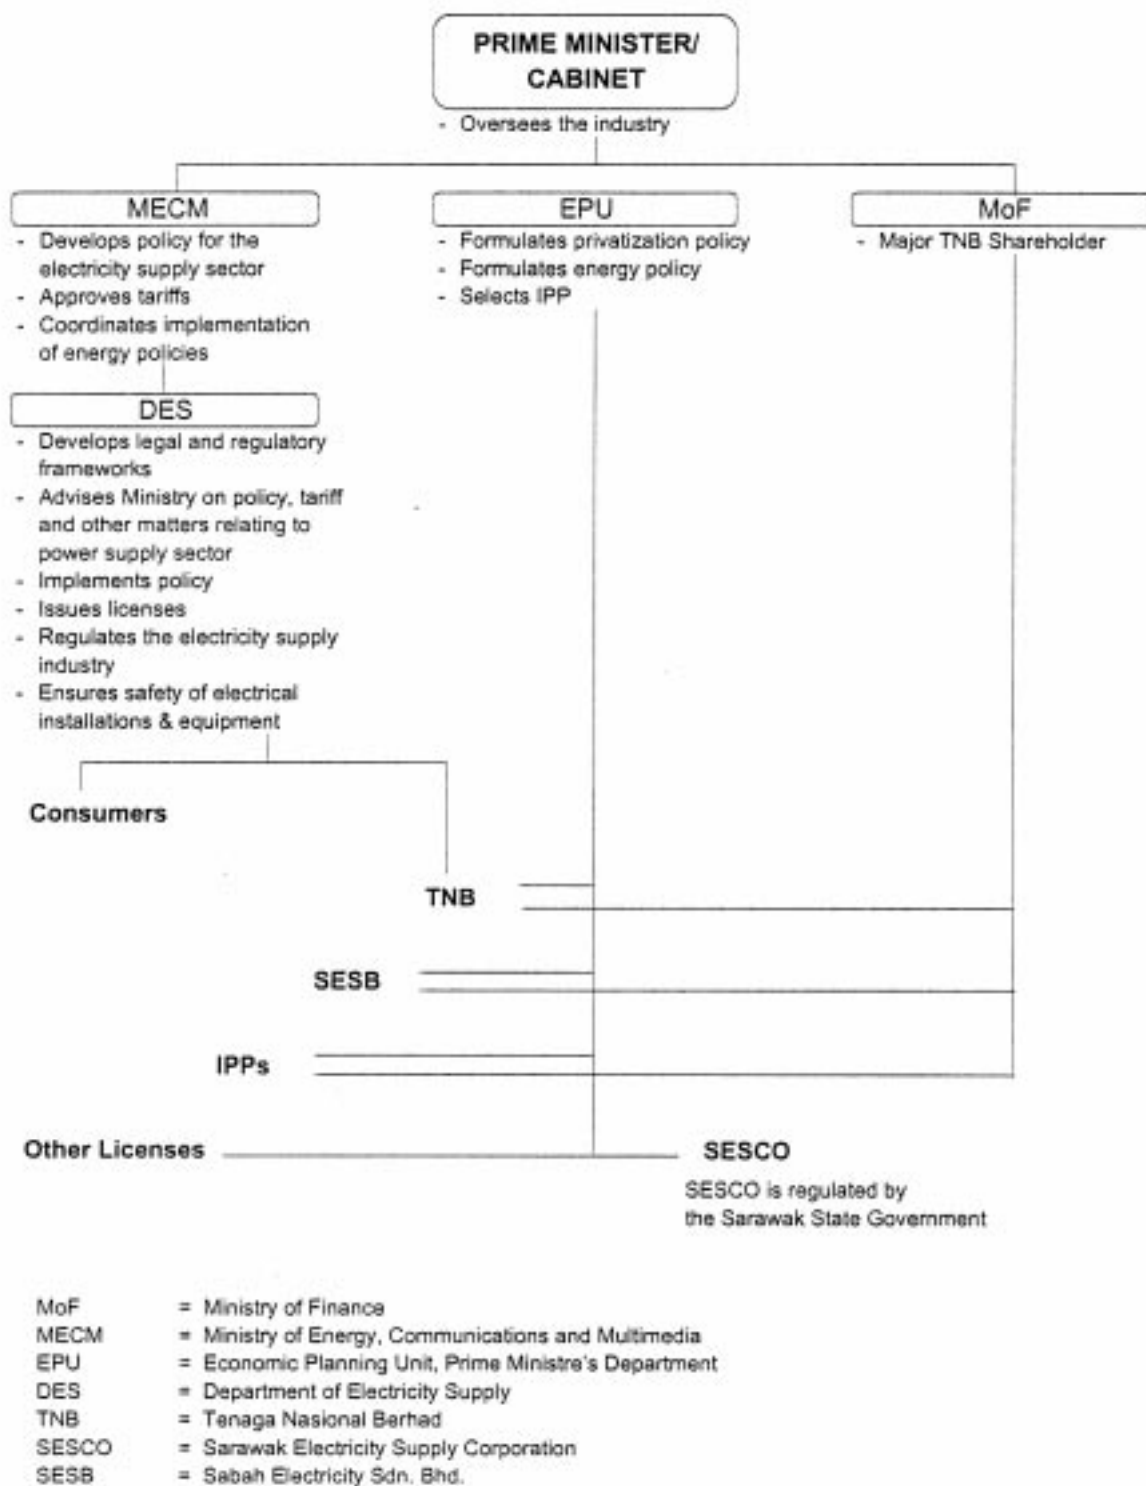 PRIME MINISTER/
CABINET
- Oversees the industry
MECM
- Develops policy for the
electricity supply sector
- Approves tariffs
- Coordinates implementation
of energy policies
EPU
- Formulates privatization policy
- Formulates energy policy
- Selects IPP
MoF
- Major TNB Shareholder
DES
- Develops legal and regulatory
frameworks
- Advises Ministry on policy, tariff
and other matters relating to
power supply sector
- Implements policy
- Issues licenses
- Regulates the electricity supply
industry
- Ensures safety of electrical
installations & equipment
Consumers
TNB
SESB
IPPs
Other Licenses
SESCO
SESCO is regulated by
the Sarawak State Government
MoF = Ministry of Finance
MECM = Ministry of Energy, Communications and Multimedia
EPU = Economic Planning Unit, Prime Ministre's Department
DES = Department of Electricity Supply
TNB = Tenaga Nasional Berhad
SESCO = Sarawak Electricity Supply Corporation
SESB = Sabah Electricity Sdn. Bhd.